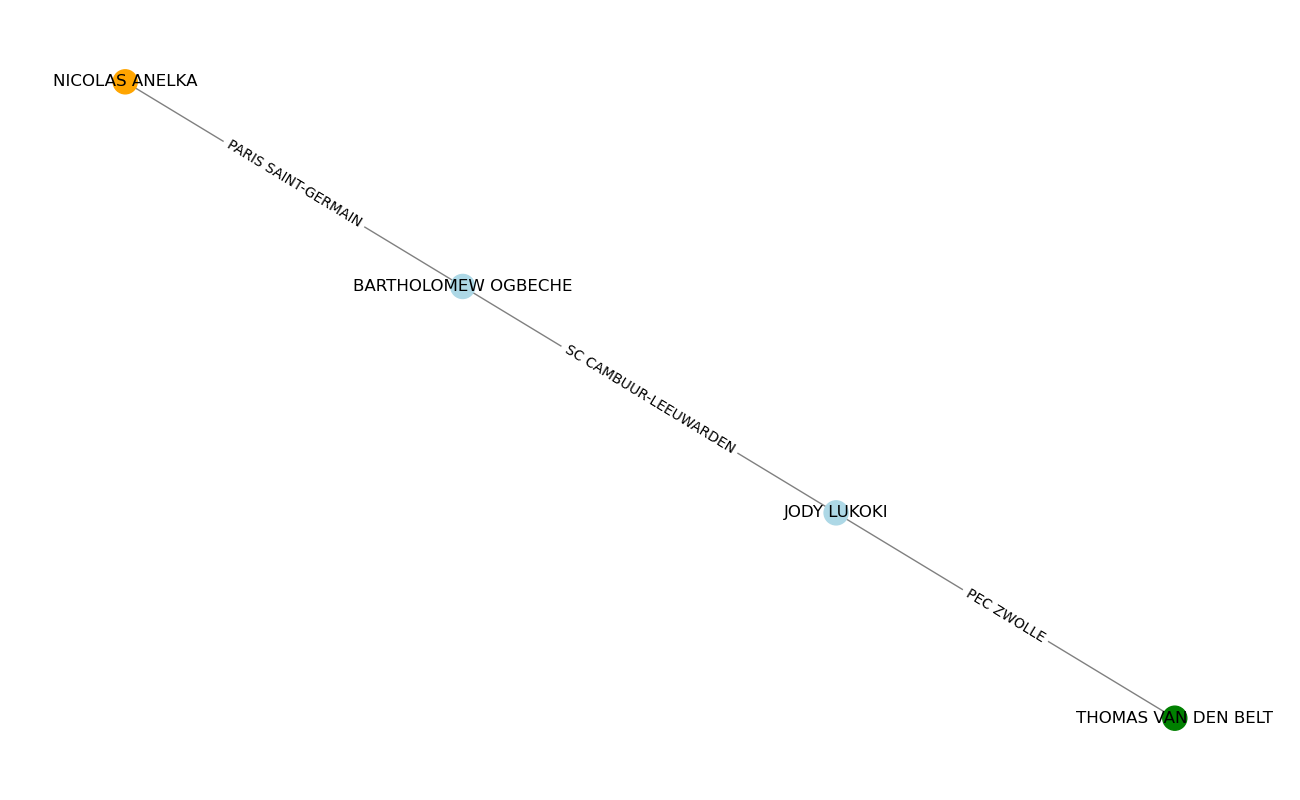 NICOLAS ANELKA
PARIS SAINT-GERMAIN
BARTHOLOMEW OGBECHE
SC CAMBUUR-LEEUWARDEN
JODY LUKOKI
PEC ZWOLLE
THOMAS VAN DEN BELT